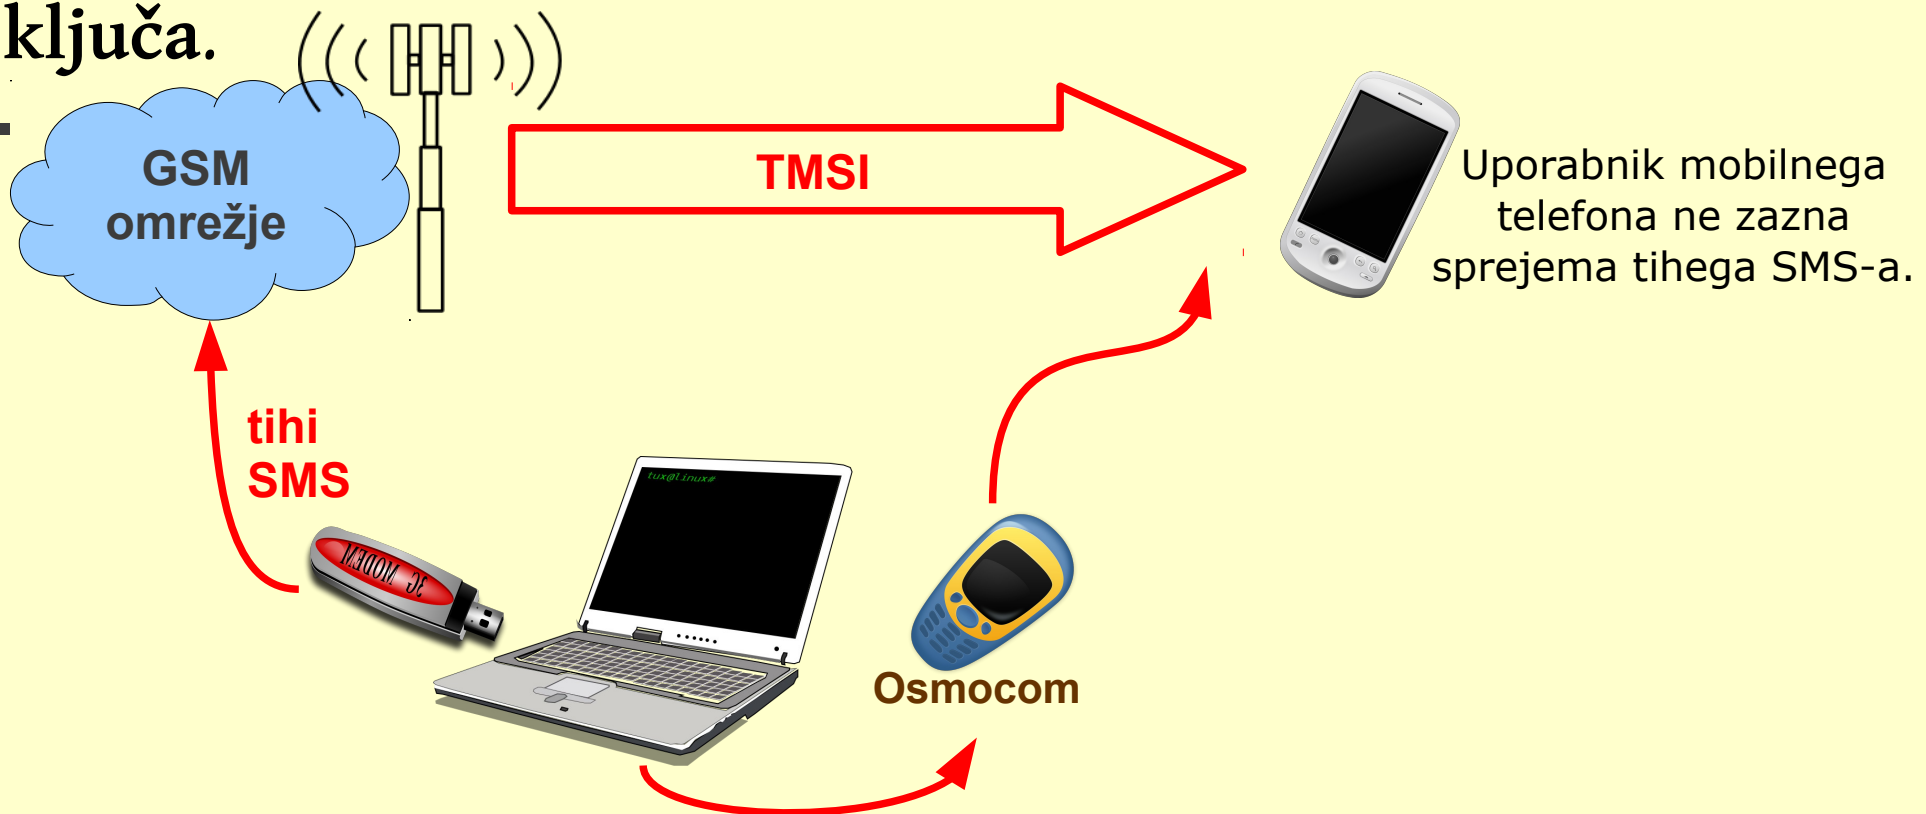 ključa.
GSM
omrežje
TMSI
Uporabnik mobilnega
telefona ne zazna
sprejema tihega SMS-a.
tihi
SMS
tux@linux#
3G MODEM
Osmocom